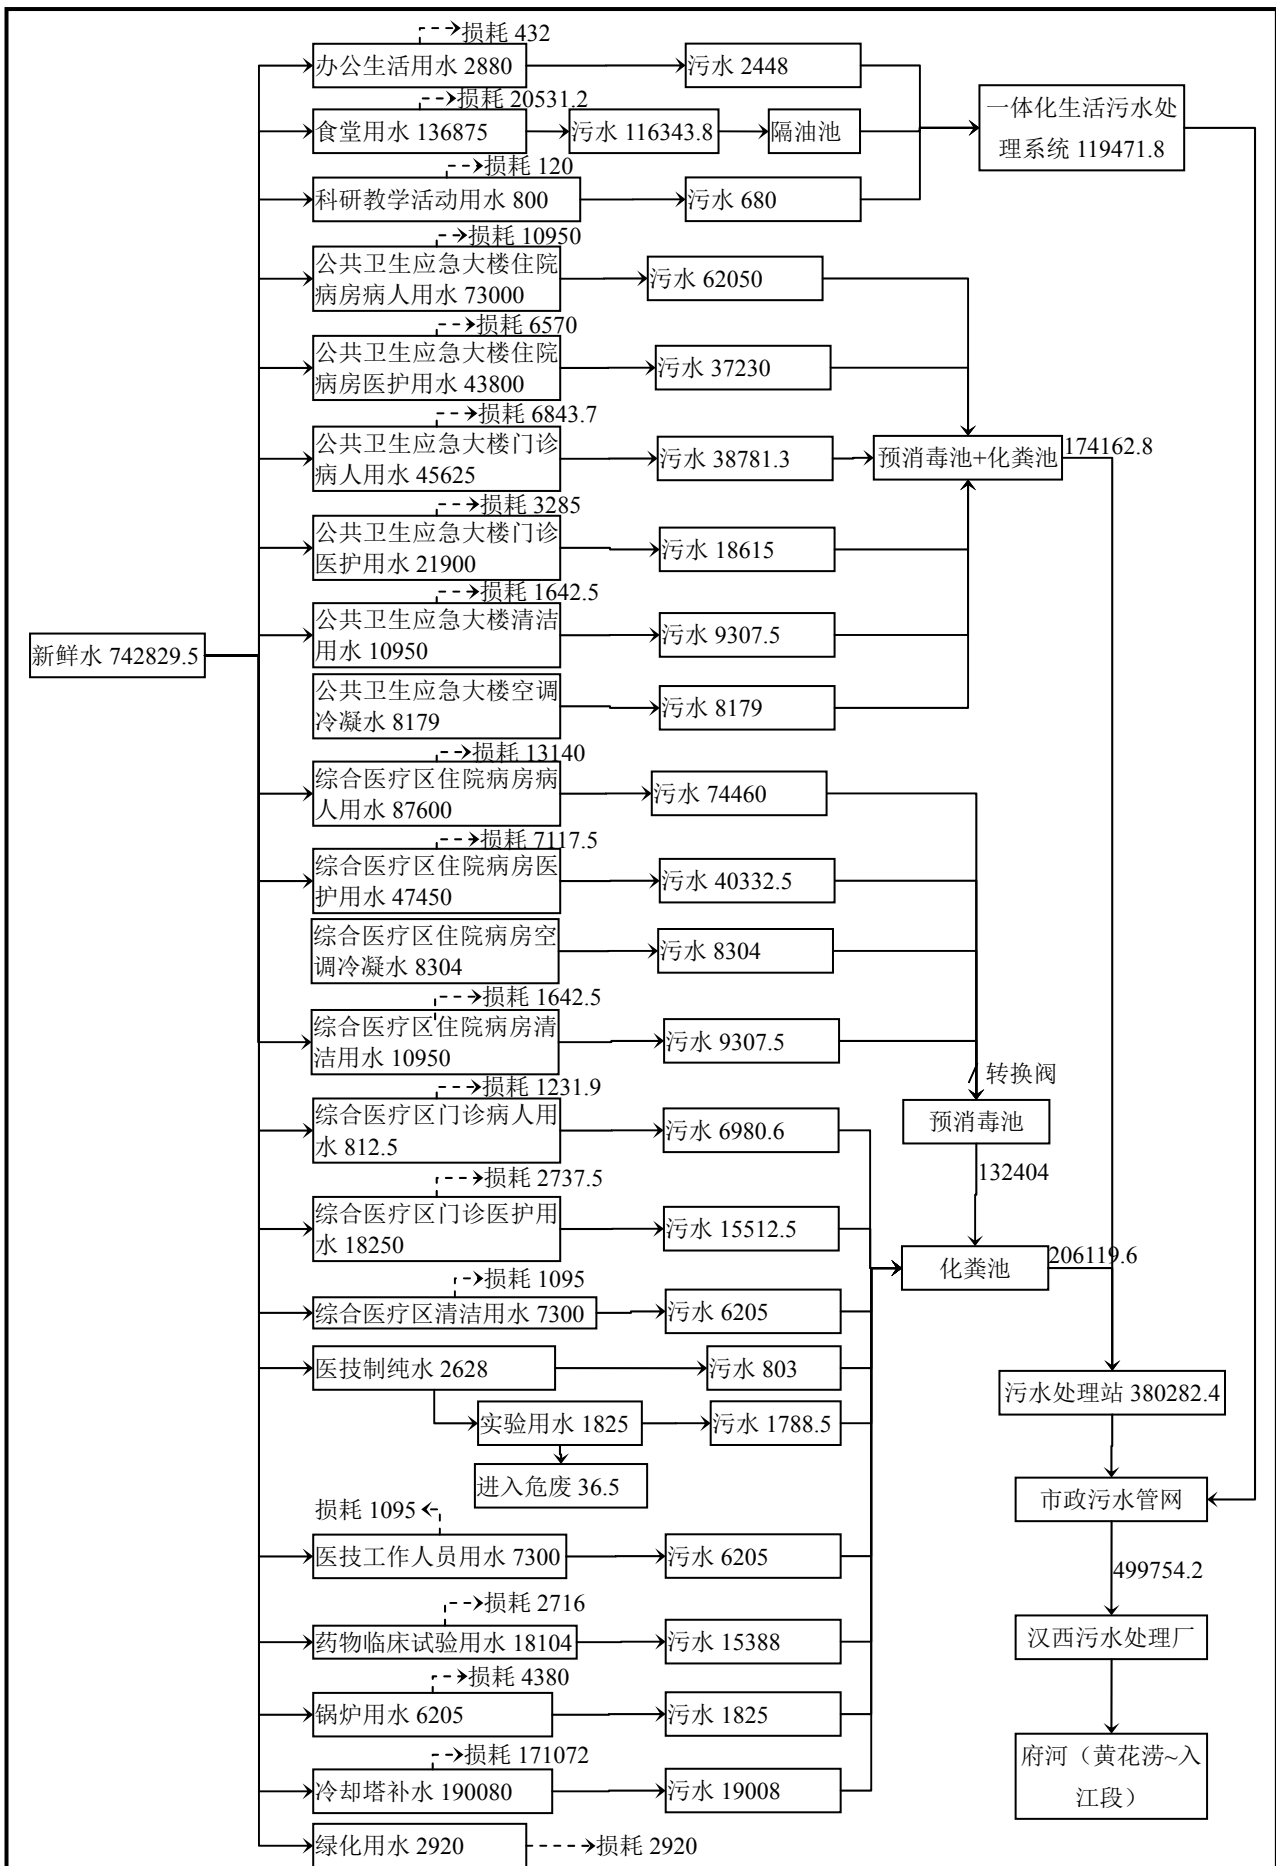 损耗 432
办公生活用水 2880
污水 2448
损耗 20531.2
食堂用水 136875
污水 116343.8
隔油池
一体化生活污水处
理系统 119471.8
损耗 120
科研教学活动用水 800
污水 680
损耗 10950
公共卫生应急大楼住院
病房病人用水 73000
污水 62050
损耗 6570
公共卫生应急大楼住院
病房医护用水 43800
污水 37230
损耗 6843.7
公共卫生应急大楼门诊
病人用水 45625
污水 38781.3
预消毒池+化粪池
174162.8
损耗 3285
公共卫生应急大楼门诊
医护用水 21900
污水 18615
损耗 1642.5
公共卫生应急大楼清洁
用水 10950
污水 9307.5
新鲜水 742829.5
公共卫生应急大楼空调
冷凝水 8179
污水 8179
损耗 13140
综合医疗区住院病房病
人用水 87600
污水 74460
损耗 7117.5
综合医疗区住院病房医
护用水 47450
污水 40332.5
综合医疗区住院病房空
调冷凝水 8304
污水 8304
损耗 1642.5
综合医疗区住院病房清
洁用水 10950
污水 9307.5
转换阀
预消毒池
132404
损耗 1231.9
综合医疗区门诊病人用
水 812.5
污水 6980.6
损耗 2737.5
综合医疗区门诊医护用
水 18250
污水 15512.5
化粪池
206119.6
损耗 1095
综合医疗区清洁用水 7300
污水 6205
医技制纯水 2628
污水 803
污水处理站 380282.4
实验用水 1825
污水 1788.5
进入危废 36.5
市政污水管网
损耗 1095
医技工作人员用水 7300
污水 6205
499754.2
损耗 2716
药物临床试验用水 18104
污水 15388
汉西污水处理厂
损耗 4380
锅炉用水 6205
污水 1825
损耗 171072
冷却塔补水 190080
污水 19008
府河（黄花涝~入
江段）
绿化用水 2920
损耗 2920